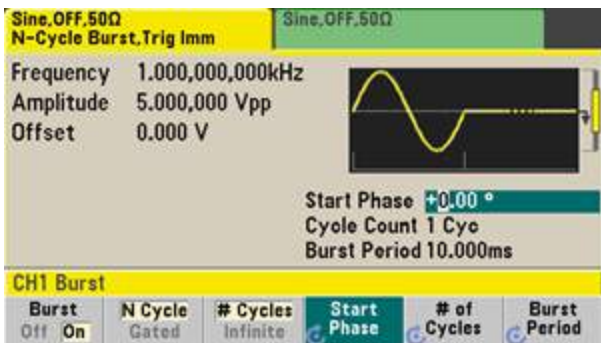 Sine,OFF,50Ω
N-Cycle Burst,Trig Imm
Sine,OFF,50Ω
Frequency 1.000,000,000kHz
Amplitude 5.000,000 Vpp
Offset 0.000 V
Start Phase +0.00 °
Cycle Count 1 Cyc
Burst Period 10.000ms
CH1 Burst
Burst Off On
N Cycle Gated
# Cycles Infinite
Start Phase
# of Cycles
Burst Period